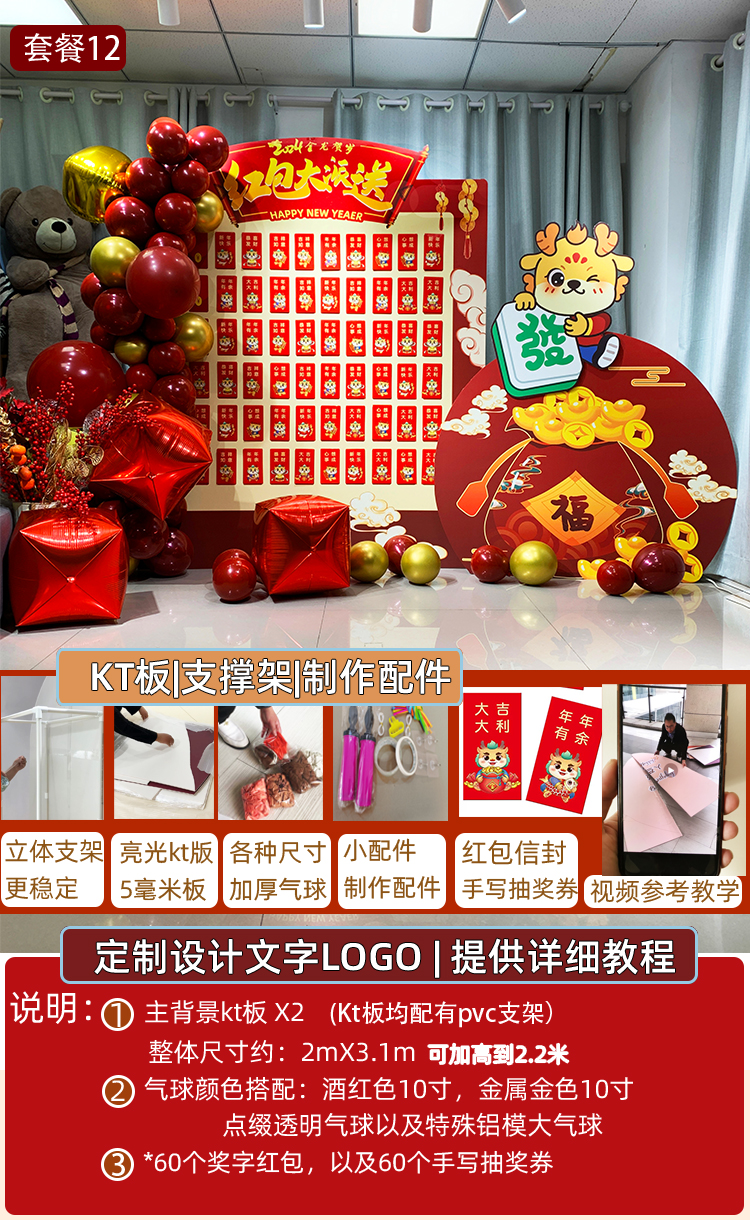 套餐12
2024金龙贺岁
红包大派送
HAPPY NEW YEAER
發
福
KT板|支撑架|制作配件
大吉
大利
年年
有余
立体支架
更稳定
亮光kt版
5毫米板
各种尺寸
加厚气球
小配件
制作配件
红包信封
手写抽奖券
视频参考教学
定制设计文字LOGO | 提供详细教程
说明：① 主背景kt板 X2 （Kt板均配有pvc支架）
整体尺寸约：2mX3.1m 可加高到2.2米
② 气球颜色搭配：酒红色10寸，金属金色10寸
点缀透明气球以及特殊铝模大气球
③ *60个奖字红包，以及60个手写抽奖券